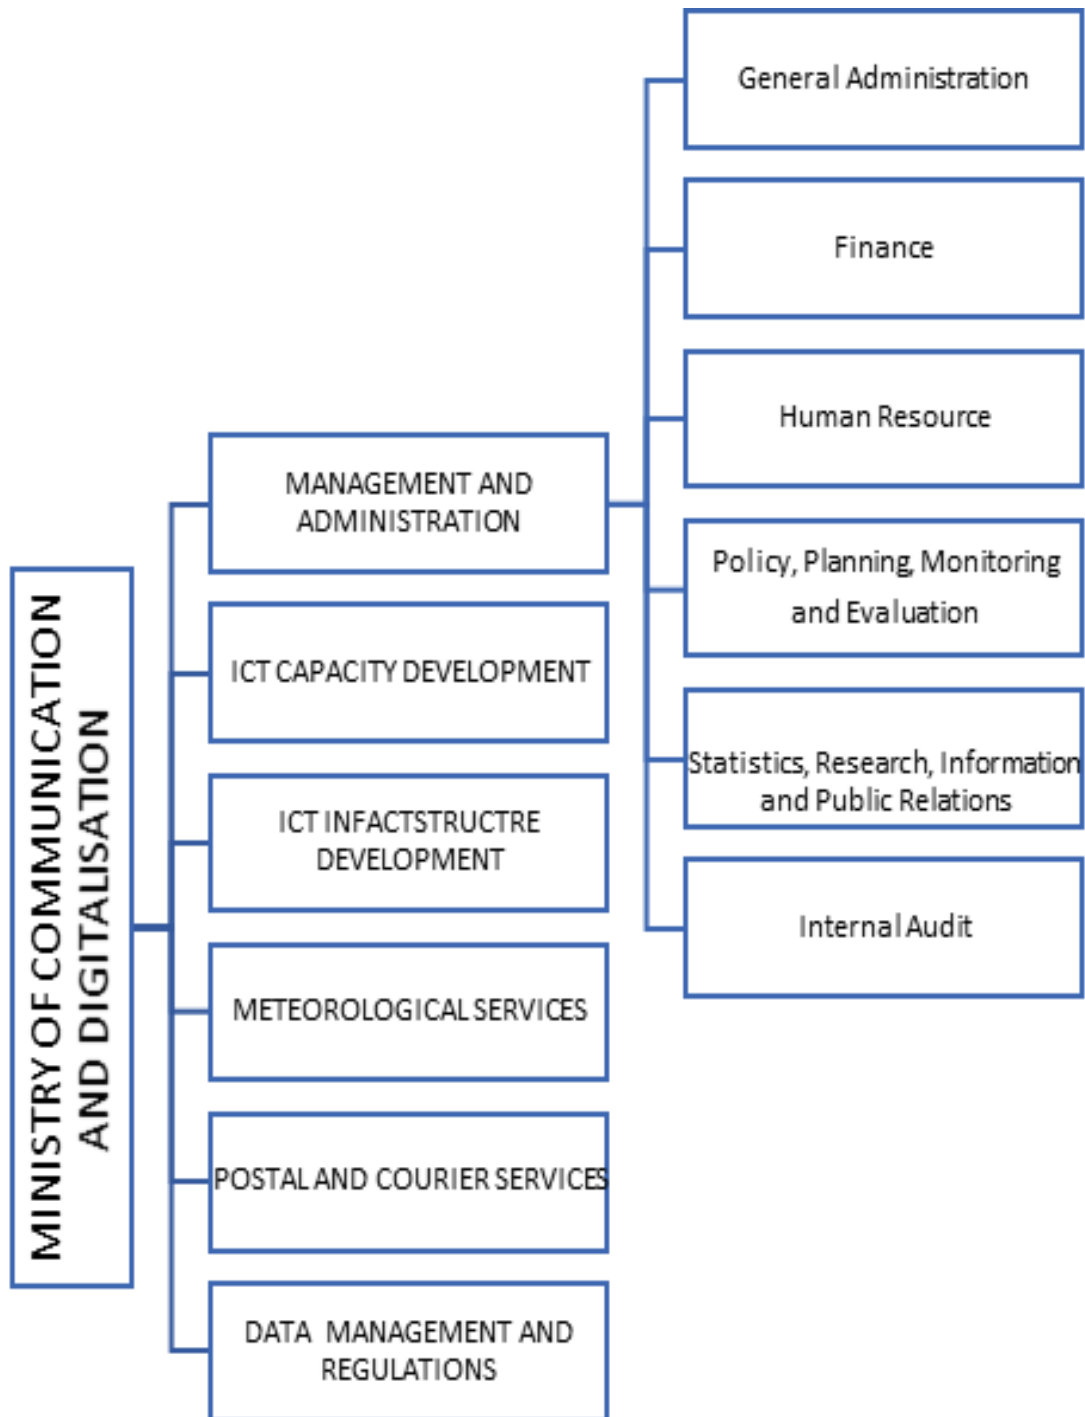 MINISTRY OF COMMUNICATION
AND DIGITALISATION
MANAGEMENT AND
ADMINISTRATION
ICT CAPACITY DEVELOPMENT
ICT INFACTSTRUCTRE
DEVELOPMENT
METEOROLOGICAL SERVICES
POSTAL AND COURIER SERVICES
DATA MANAGEMENT AND
REGULATIONS
General Administration
Finance
Human Resource
Policy, Planning, Monitoring
and Evaluation
Statistics, Research, Information
and Public Relations
Internal Audit